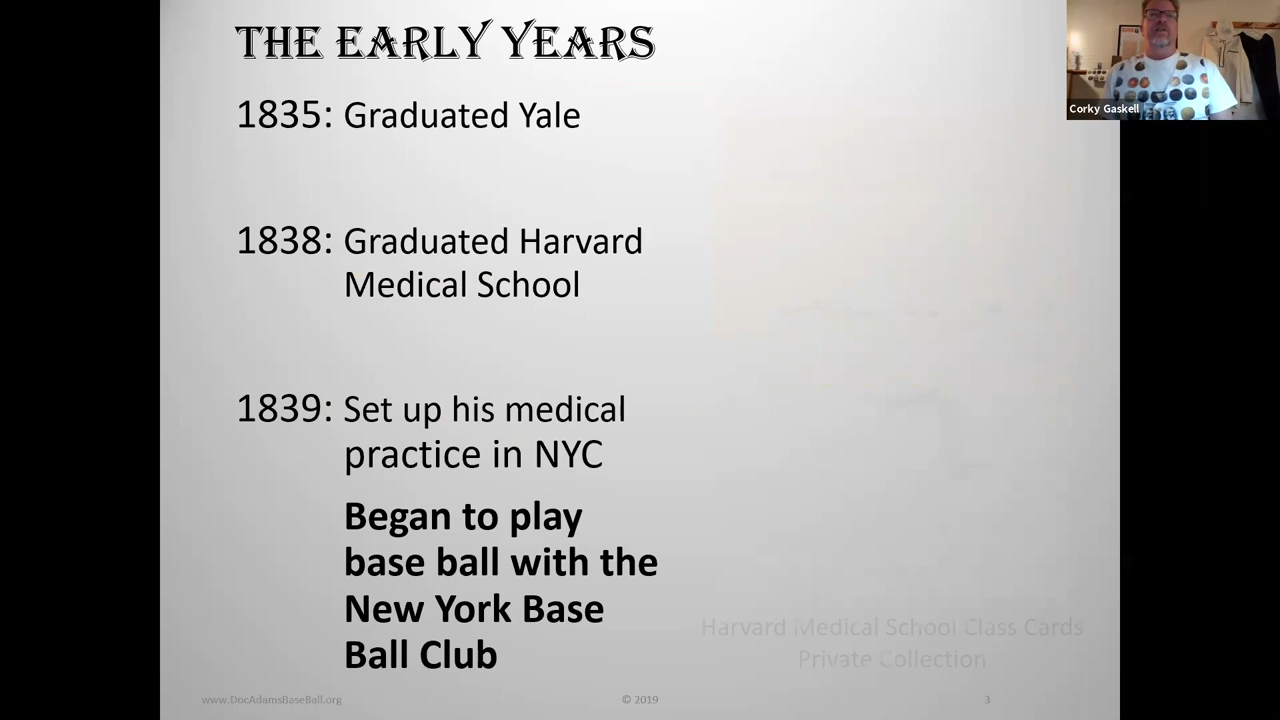 THE EARLY YEARS
1835: Graduated Yale
1838: Graduated Harvard
Medical School
1839: Set up his medical
practice in NYC
Began to play
base ball with the
New York Base
Ball Club
Harvard Medical School Class Cards
Private Collection
www.DocAdamsBaseBall.org
© 2019
3
Corky Gaskell